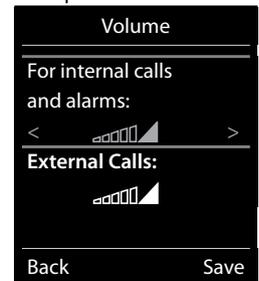 Volume
For internal calls
and alarms:
< >
External Calls:
Back Save